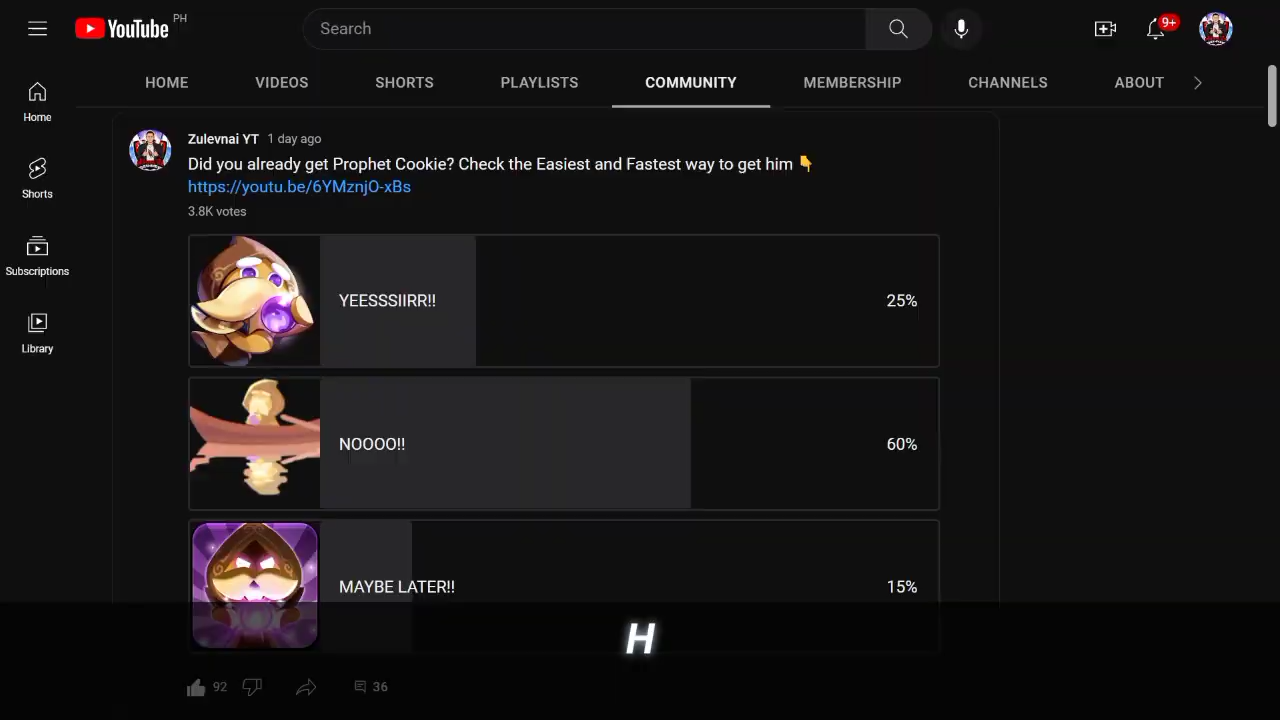 YouTube PH
Search
9+
HOME VIDEOS SHORTS PLAYLISTS COMMUNITY MEMBERSHIP CHANNELS ABOUT
Home
Shorts
Subscriptions
Library
Zulevnai YT 1 day ago
Did you already get Prophet Cookie? Check the Easiest and Fastest way to get him 👇
https://youtu.be/6YMznjO-xBs
3.8K votes
YEESSSIIRR!! 25%
NOOOO!! 60%
MAYBE LATER!! 15%
H
92 36